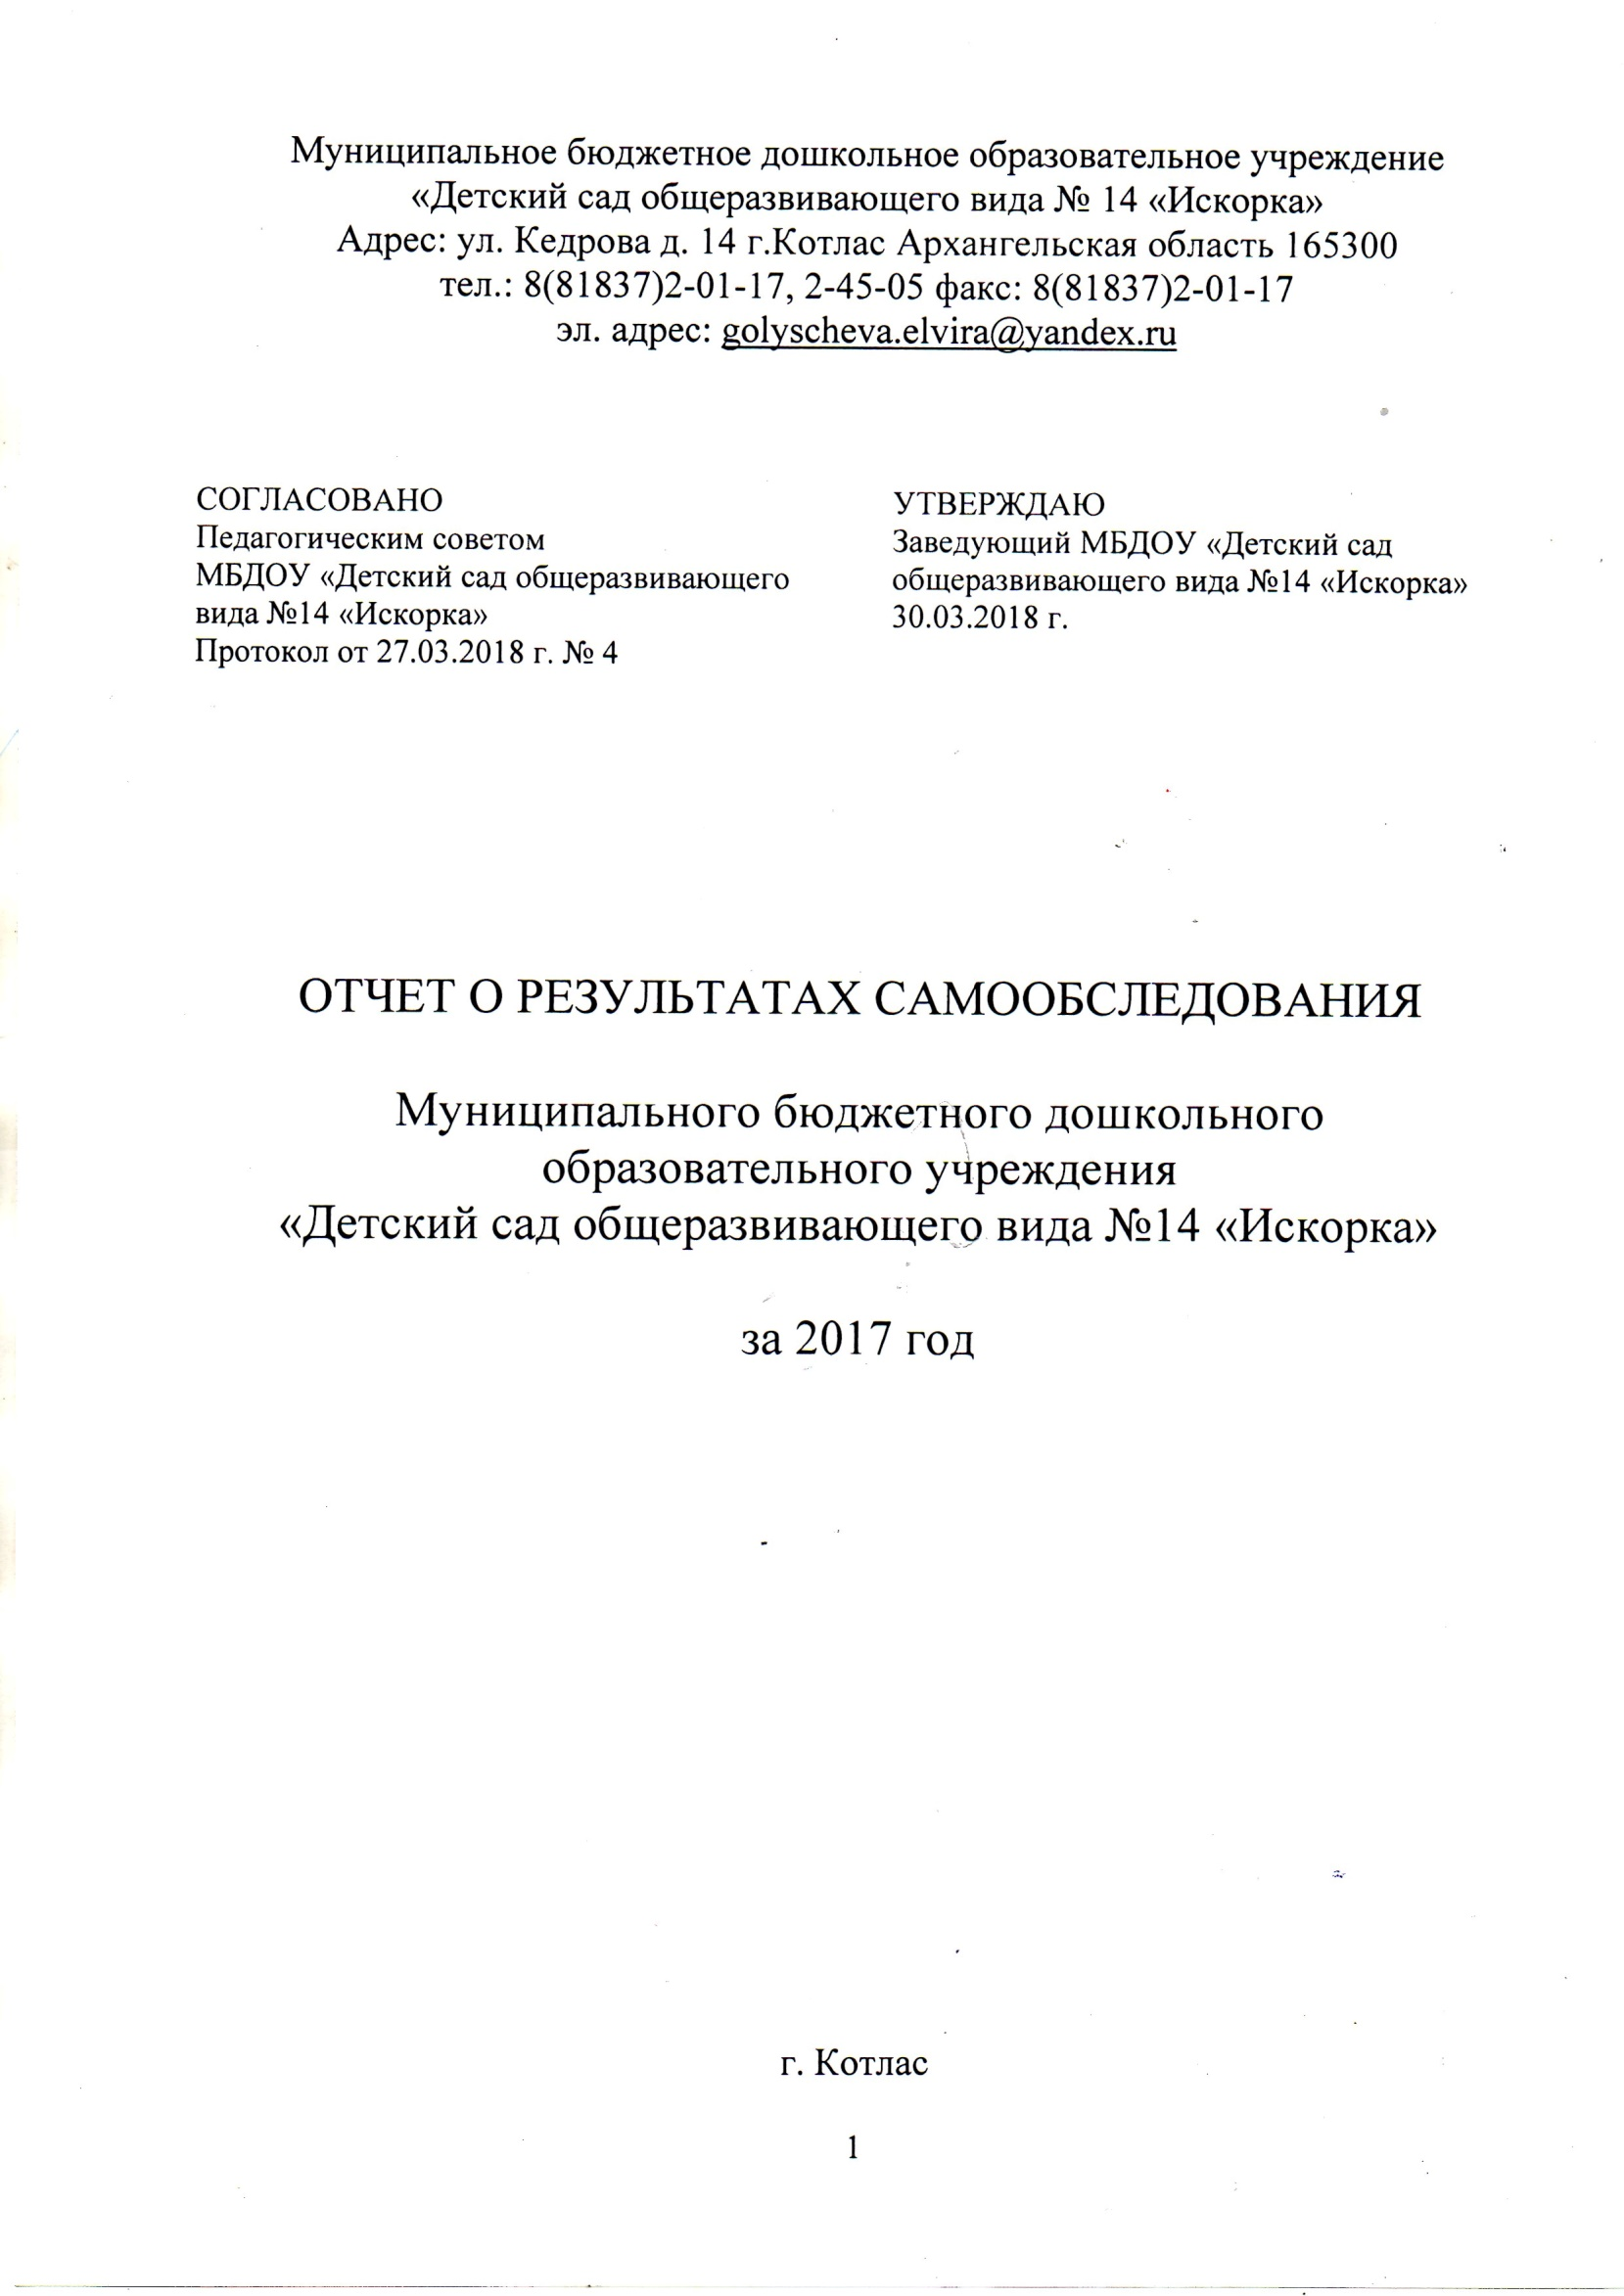 Муниципальное бюджетное дошкольное образовательное учреждение
«Детский сад общеразвивающего вида № 14 «Искорка»
Адрес: ул. Кедрова д. 14 г.Котлас Архангельская область 165300
тел.: 8(81837)2-01-17, 2-45-05 факс: 8(81837)2-01-17
эл. адрес: golyscheva.elvira@yandex.ru
СОГЛАСОВАНО
Педагогическим советом
МБДОУ «Детский сад общеразвивающего
вида №14 «Искорка»
Протокол от 27.03.2018 г. № 4
УТВЕРЖДАЮ
Заведующий МБДОУ «Детский сад
общеразвивающего вида №14 «Искорка»
30.03.2018 г.
ОТЧЕТ О РЕЗУЛЬТАТАХ САМООБСЛЕДОВАНИЯ
Муниципального бюджетного дошкольного
образовательного учреждения
«Детский сад общеразвивающего вида №14 «Искорка»
за 2017 год
г. Котлас
1